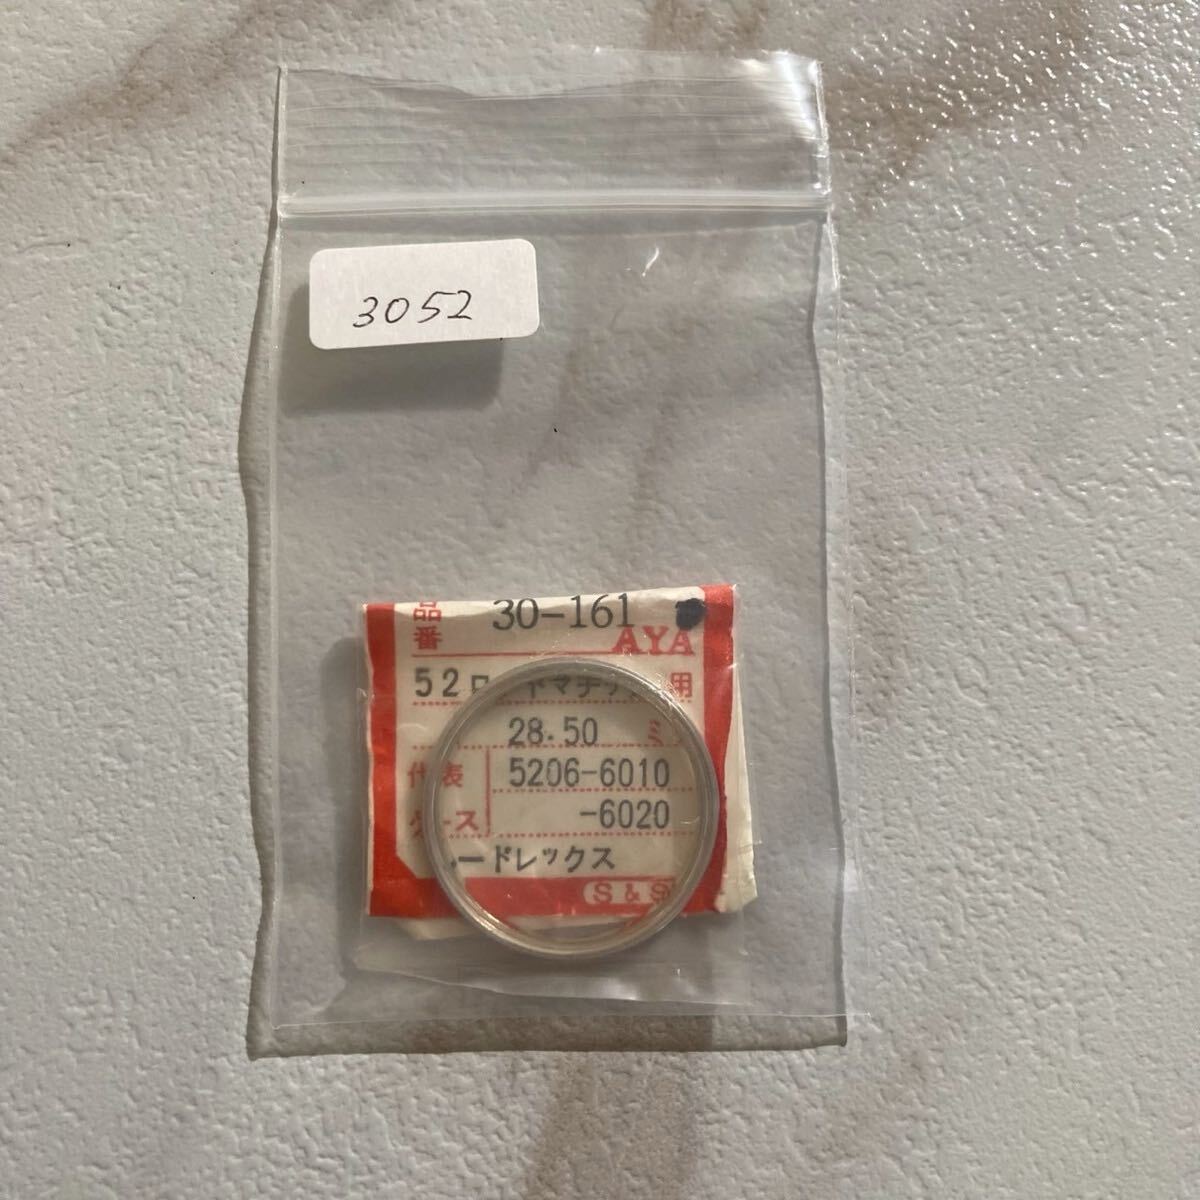 3052
品番 30-161
AYA
52ロードマチック用
28.50 ミ
代表 5206-6010
ケース -6020
ードレックス
S & S